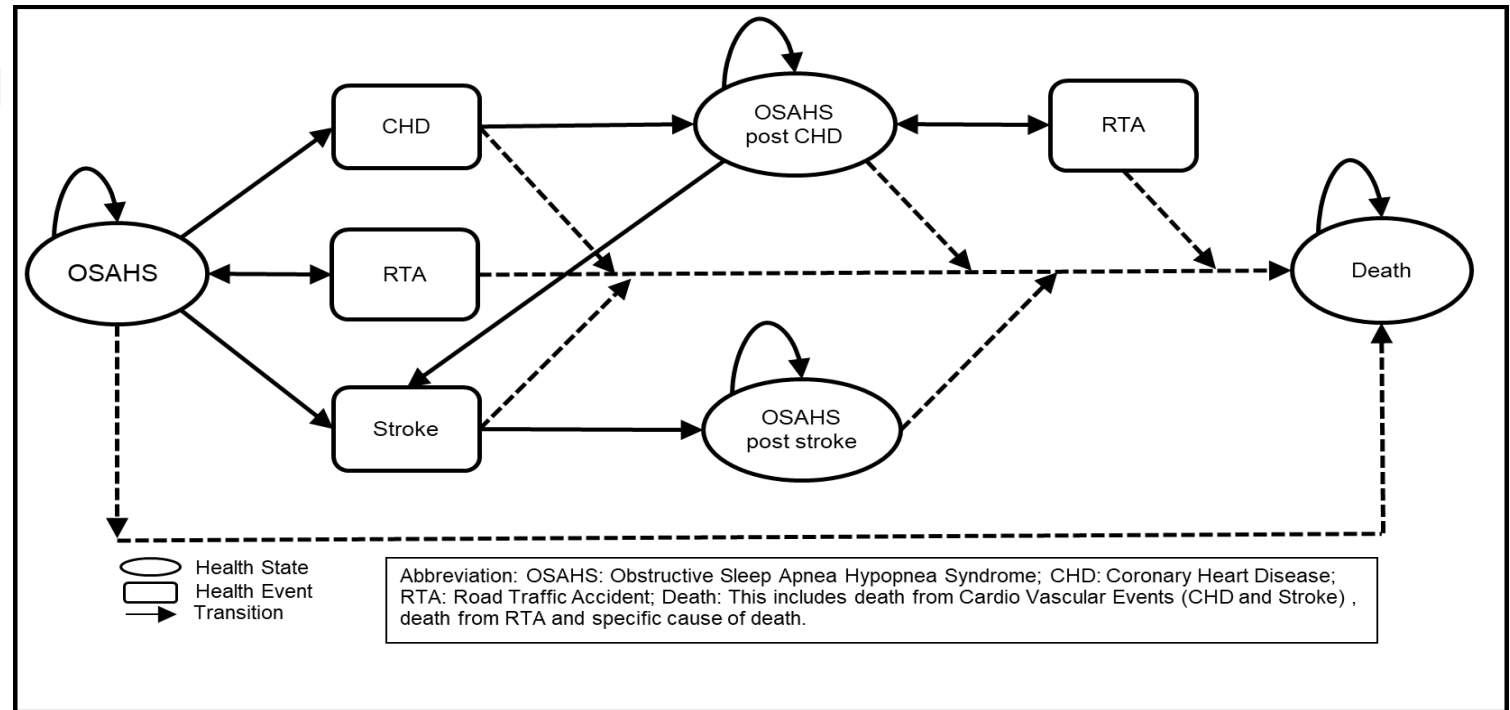 CHD
OSAHS
post CHD
RTA
OSAHS
RTA
Death
Stroke
OSAHS
post stroke
Health State
Health Event
Transition
Abbreviation: OSAHS: Obstructive Sleep Apnea Hypopnea Syndrome; CHD: Coronary Heart Disease;
RTA: Road Traffic Accident; Death: This includes death from Cardio Vascular Events (CHD and Stroke) ,
death from RTA and specific cause of death.